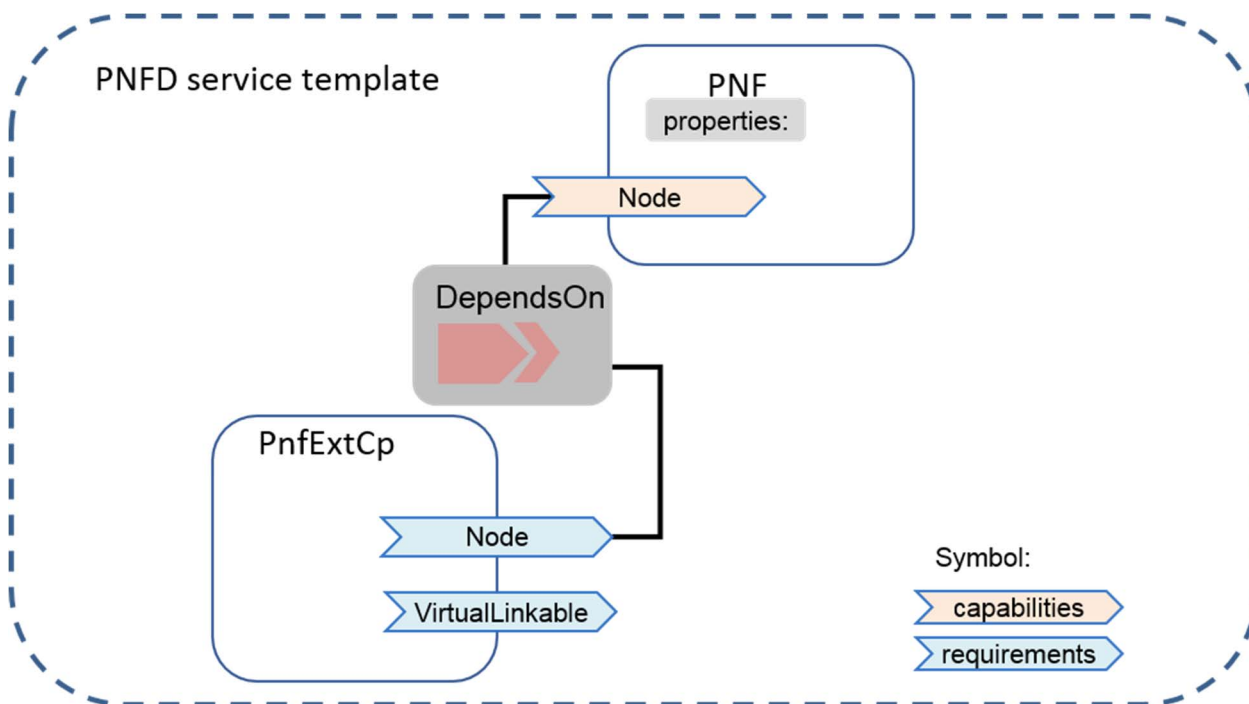 PNFD service template
PNF
properties:
Node
DependsOn
PnfExtCp
Node
VirtualLinkable
Symbol:
capabilities
requirements